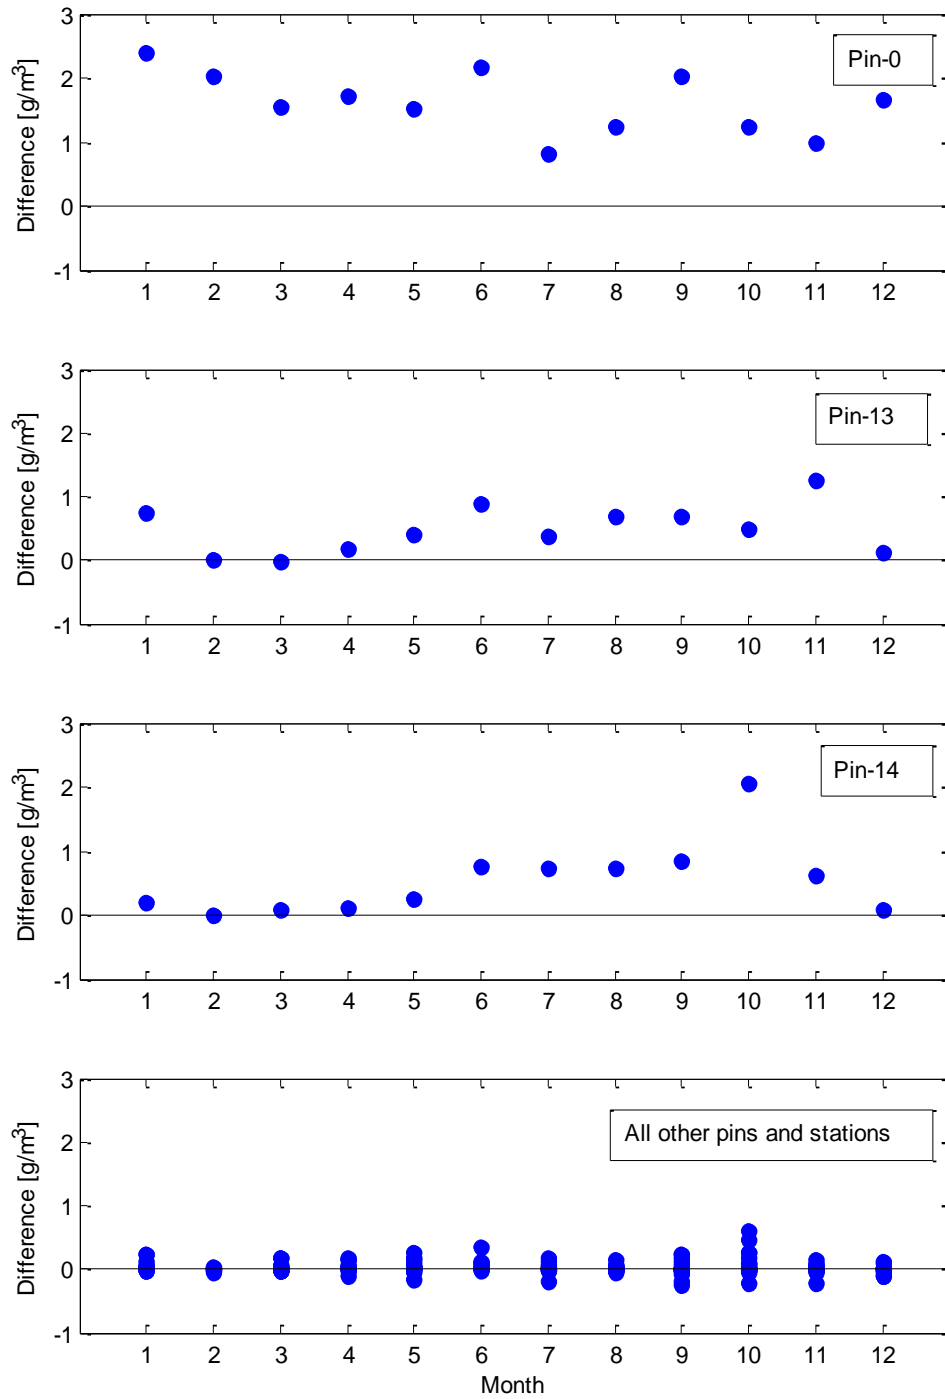 3
2
1
0
-1
Difference [g/m³]
Pin-0
1 2 3 4 5 6 7 8 9 10 11 12
3
2
1
0
-1
Difference [g/m³]
Pin-13
1 2 3 4 5 6 7 8 9 10 11 12
3
2
1
0
-1
Difference [g/m³]
Pin-14
1 2 3 4 5 6 7 8 9 10 11 12
3
2
1
0
-1
Difference [g/m³]
All other pins and stations
1 2 3 4 5 6 7 8 9 10 11 12
Month